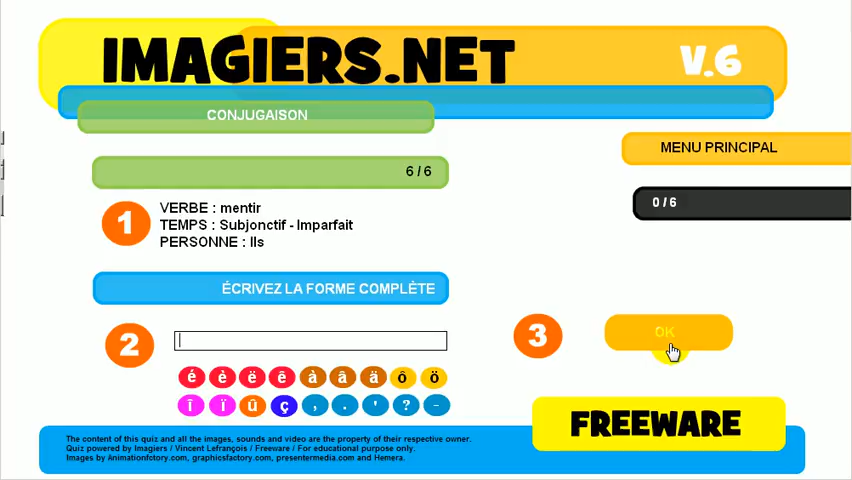 IMAGIERS.NET
V.6
CONJUGAISON
MENU PRINCIPAL
6 / 6
0 / 6
1
VERBE : mentir
TEMPS : Subjonctif - Imparfait
PERSONNE : Ils
ÉCRIVEZ LA FORME COMPLÈTE
2
3
OK
é è ë ê à â ä ô ö
î ï û ç , . ' ? -
FREEWARE
The content of this quiz and all the images, sounds and video are the property of their respective owner.
Quiz powered by Imagiers / Vincent Lefrançois / Freeware / For educational purpose only.
Images by Animationfctory.com, graphicsfactory.com, presentermedia.com and Hemera.